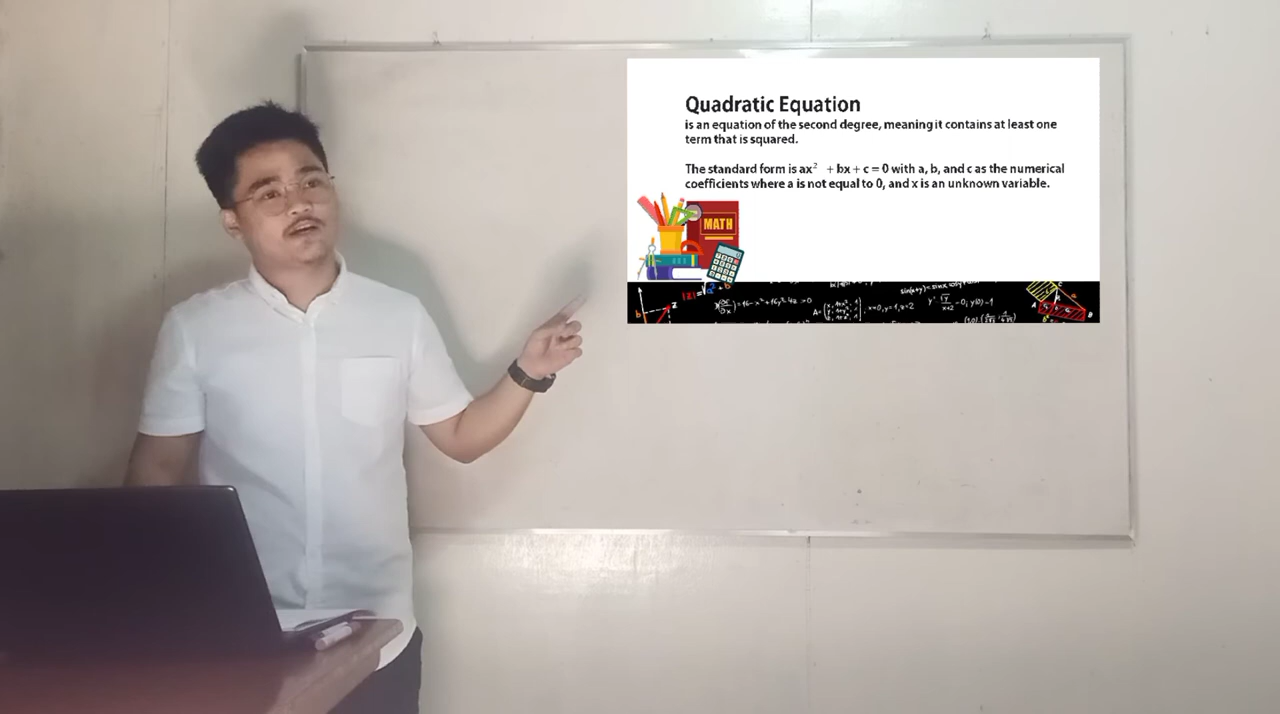 Quadratic Equation
is an equation of the second degree, meaning it contains at least one
term that is squared.
The standard form is ax² + bx + c = 0 with a, b, and c as the numerical
coefficients where a is not equal to 0, and x is an unknown variable.
MATH